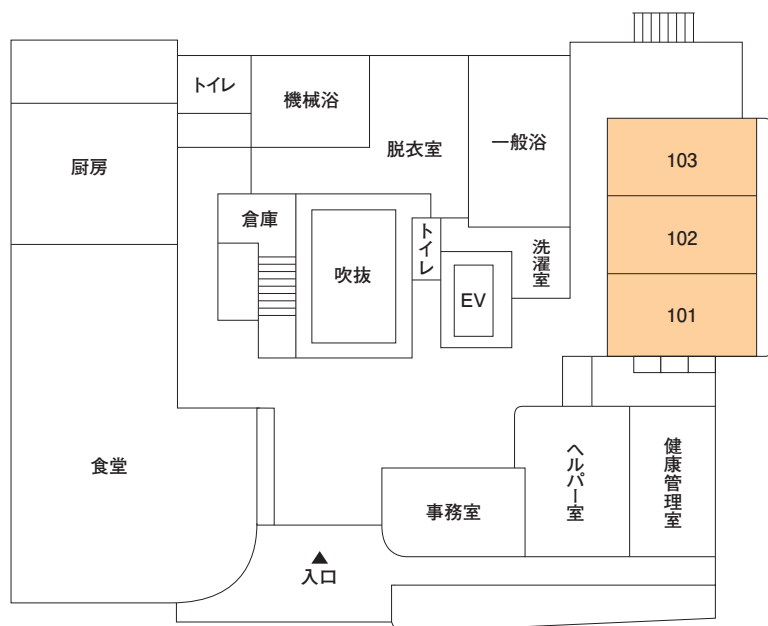 トイレ
機械浴
脱衣室
一般浴
厨房
103
102
101
倉庫
吹抜
トイレ
EV
洗濯室
食堂
事務室
ヘルパー室
健康管理室
▲
入口